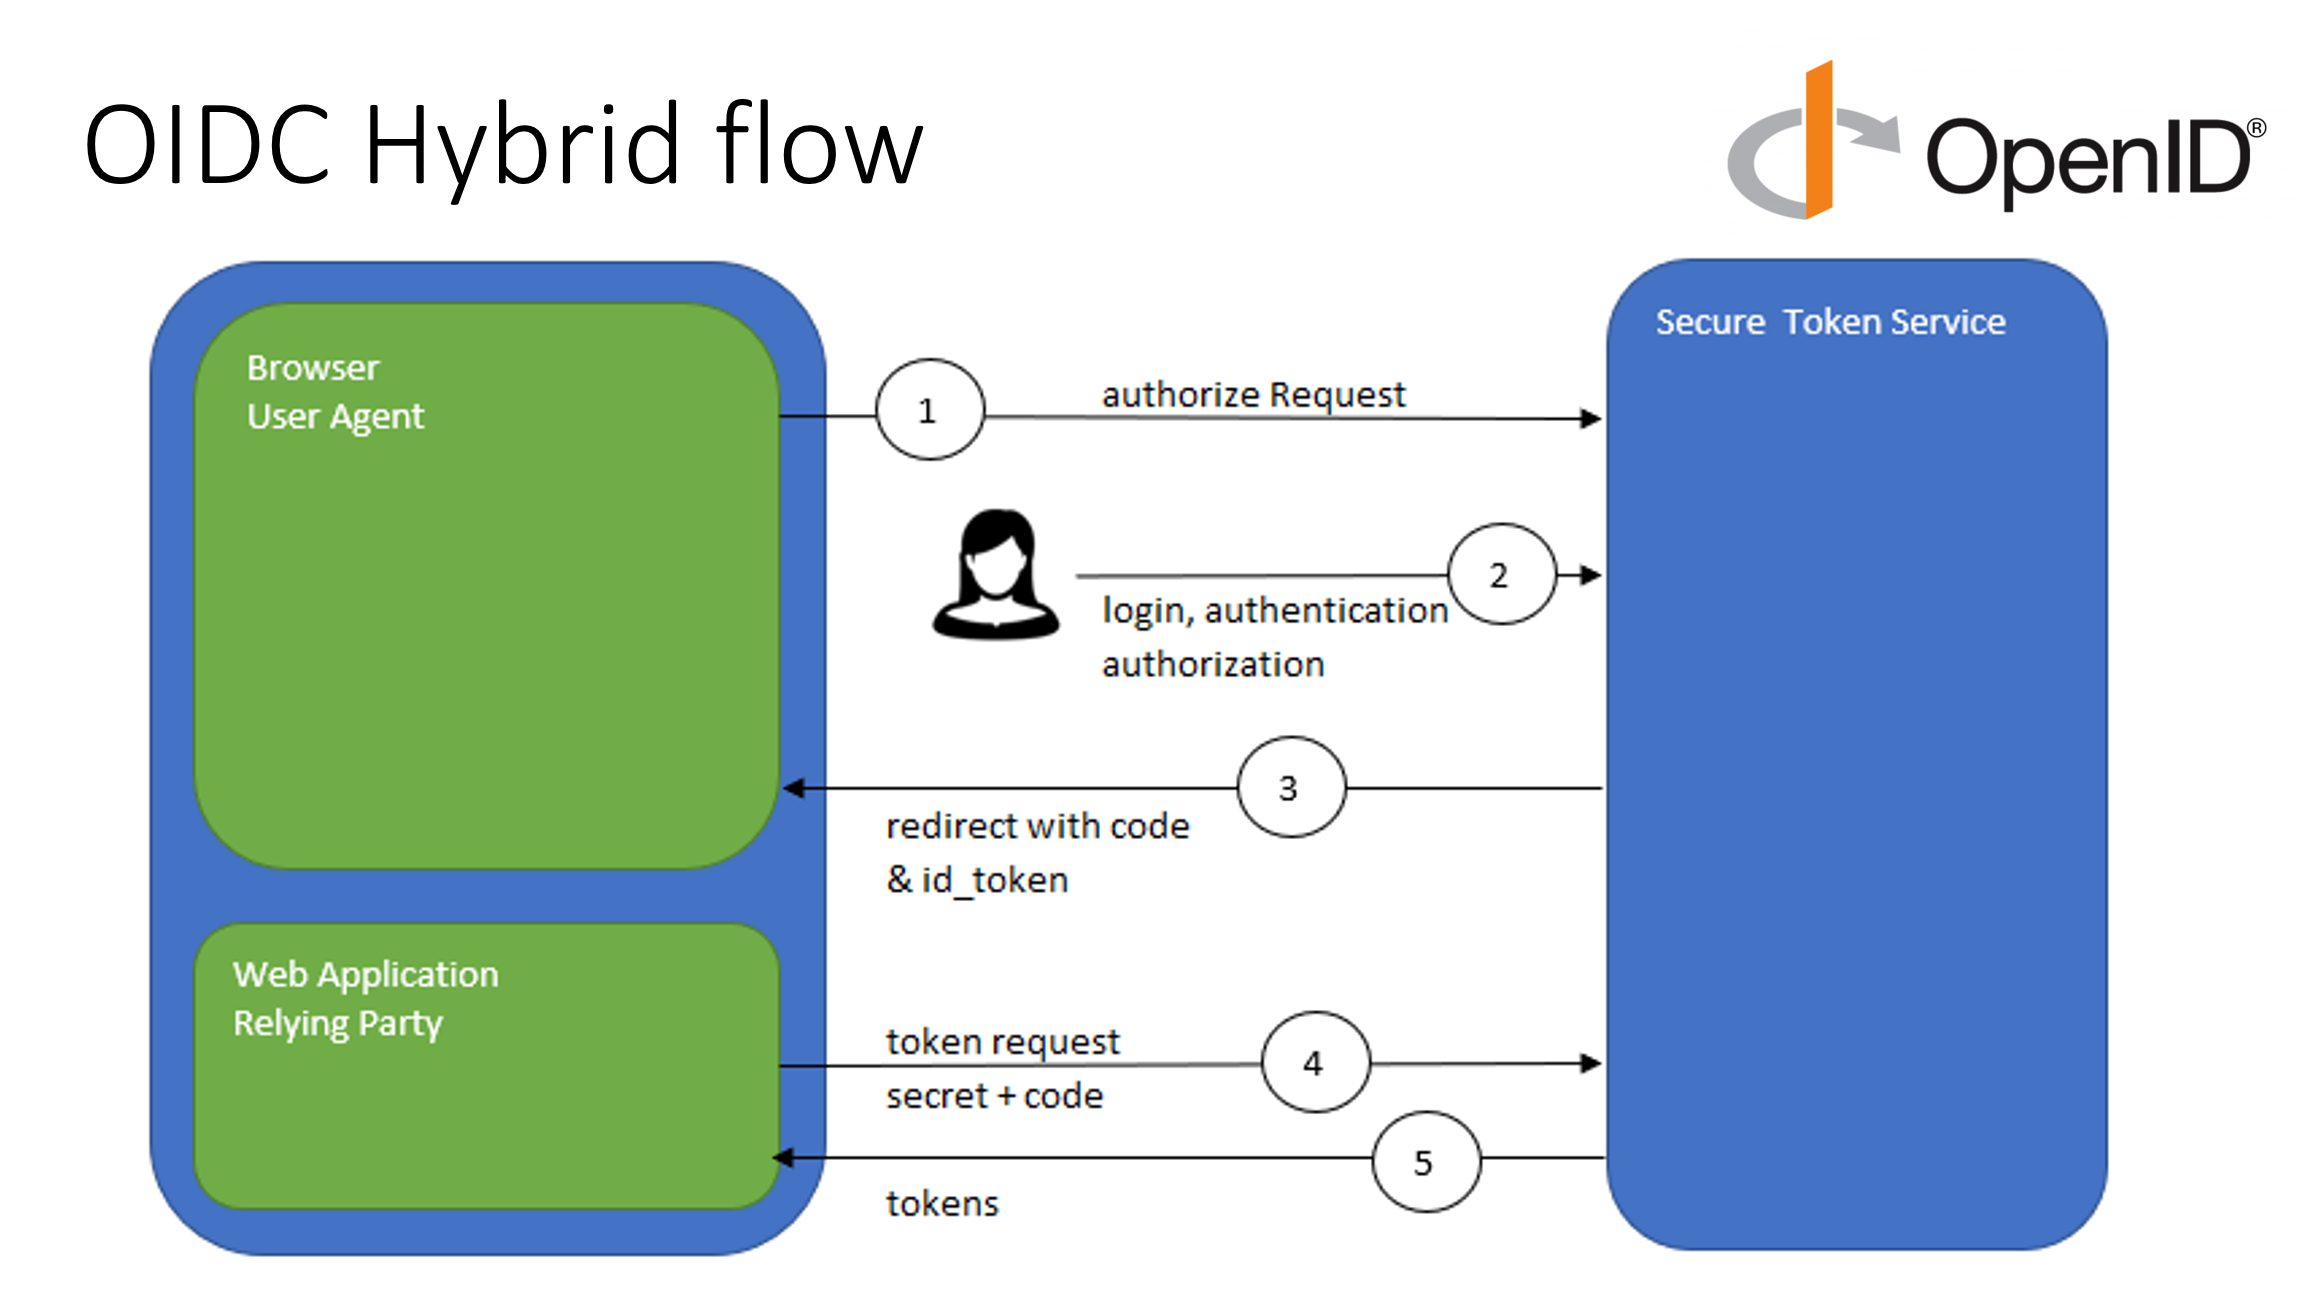 OIDC Hybrid flow
OpenID®
Browser
User Agent
Secure Token Service
1
authorize Request
2
login, authentication
authorization
3
redirect with code
& id_token
Web Application
Relying Party
token request
4
secret + code
5
tokens